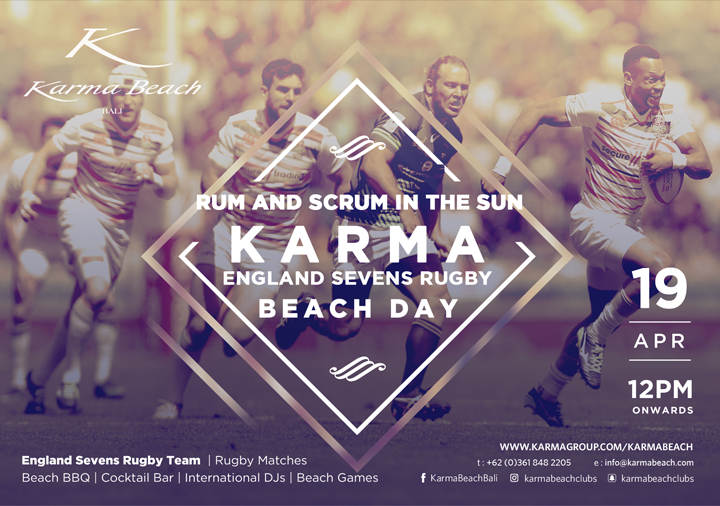 Karma Beach
BALI
RUM AND SCRUM IN THE SUN
KARMA
ENGLAND SEVENS RUGBY
BEACH DAY
19
APR
12PM
ONWARDS
England Sevens Rugby Team | Rugby Matches
Beach BBQ | Cocktail Bar | International DJs | Beach Games
WWW.KARMAGROUP.COM/KARMABEACH
t : +62 (0)361 848 2205 e : info@karmabeach.com
KarmaBeachBali karmabeachclubs karmabeachclubs